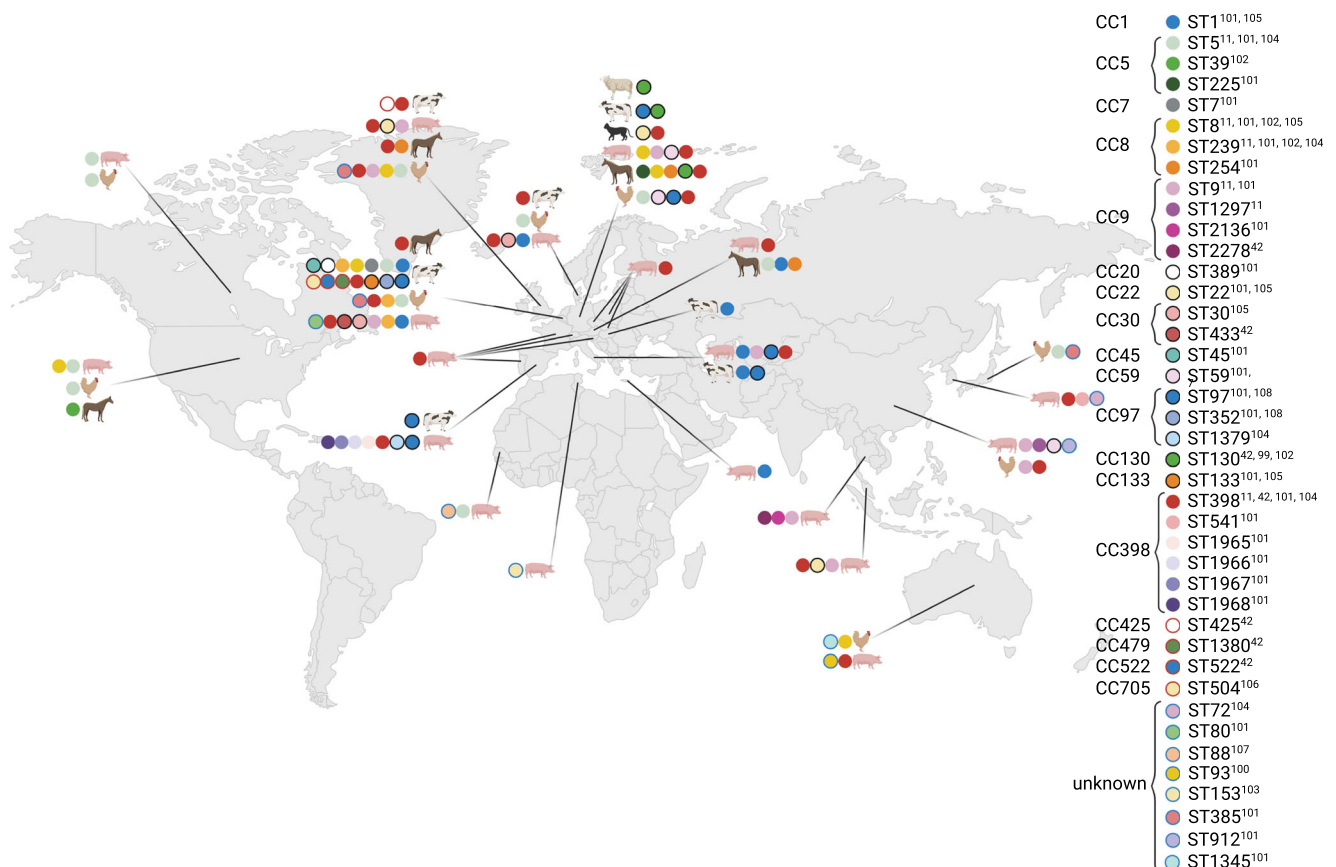 CC1 ST1101, 105
CC5 ST511, 101, 104
ST39102
ST225101
CC7 ST7101
CC8 ST811, 101, 102, 105
ST23911, 101, 102, 104
ST254101
CC9 ST911, 101
ST129711
ST2136101
ST227842
CC20 ST389101
CC22 ST22101, 105
CC30 ST30105
ST43342
CC45 ST45101
CC59 ST59101, ,
CC97 ST97101, 108
ST352101, 108
ST1379104
CC130 ST13042, 99, 102
CC133 ST133101, 105
CC398 ST39811, 42, 101, 104
ST541101
ST1965101
ST1966101
ST1967101
ST1968101
CC425 ST42542
CC479 ST138042
CC522 ST52242
CC705 ST504106
unknown ST72104
ST80101
ST88107
ST93100
ST153103
ST385101
ST912101
ST1345101